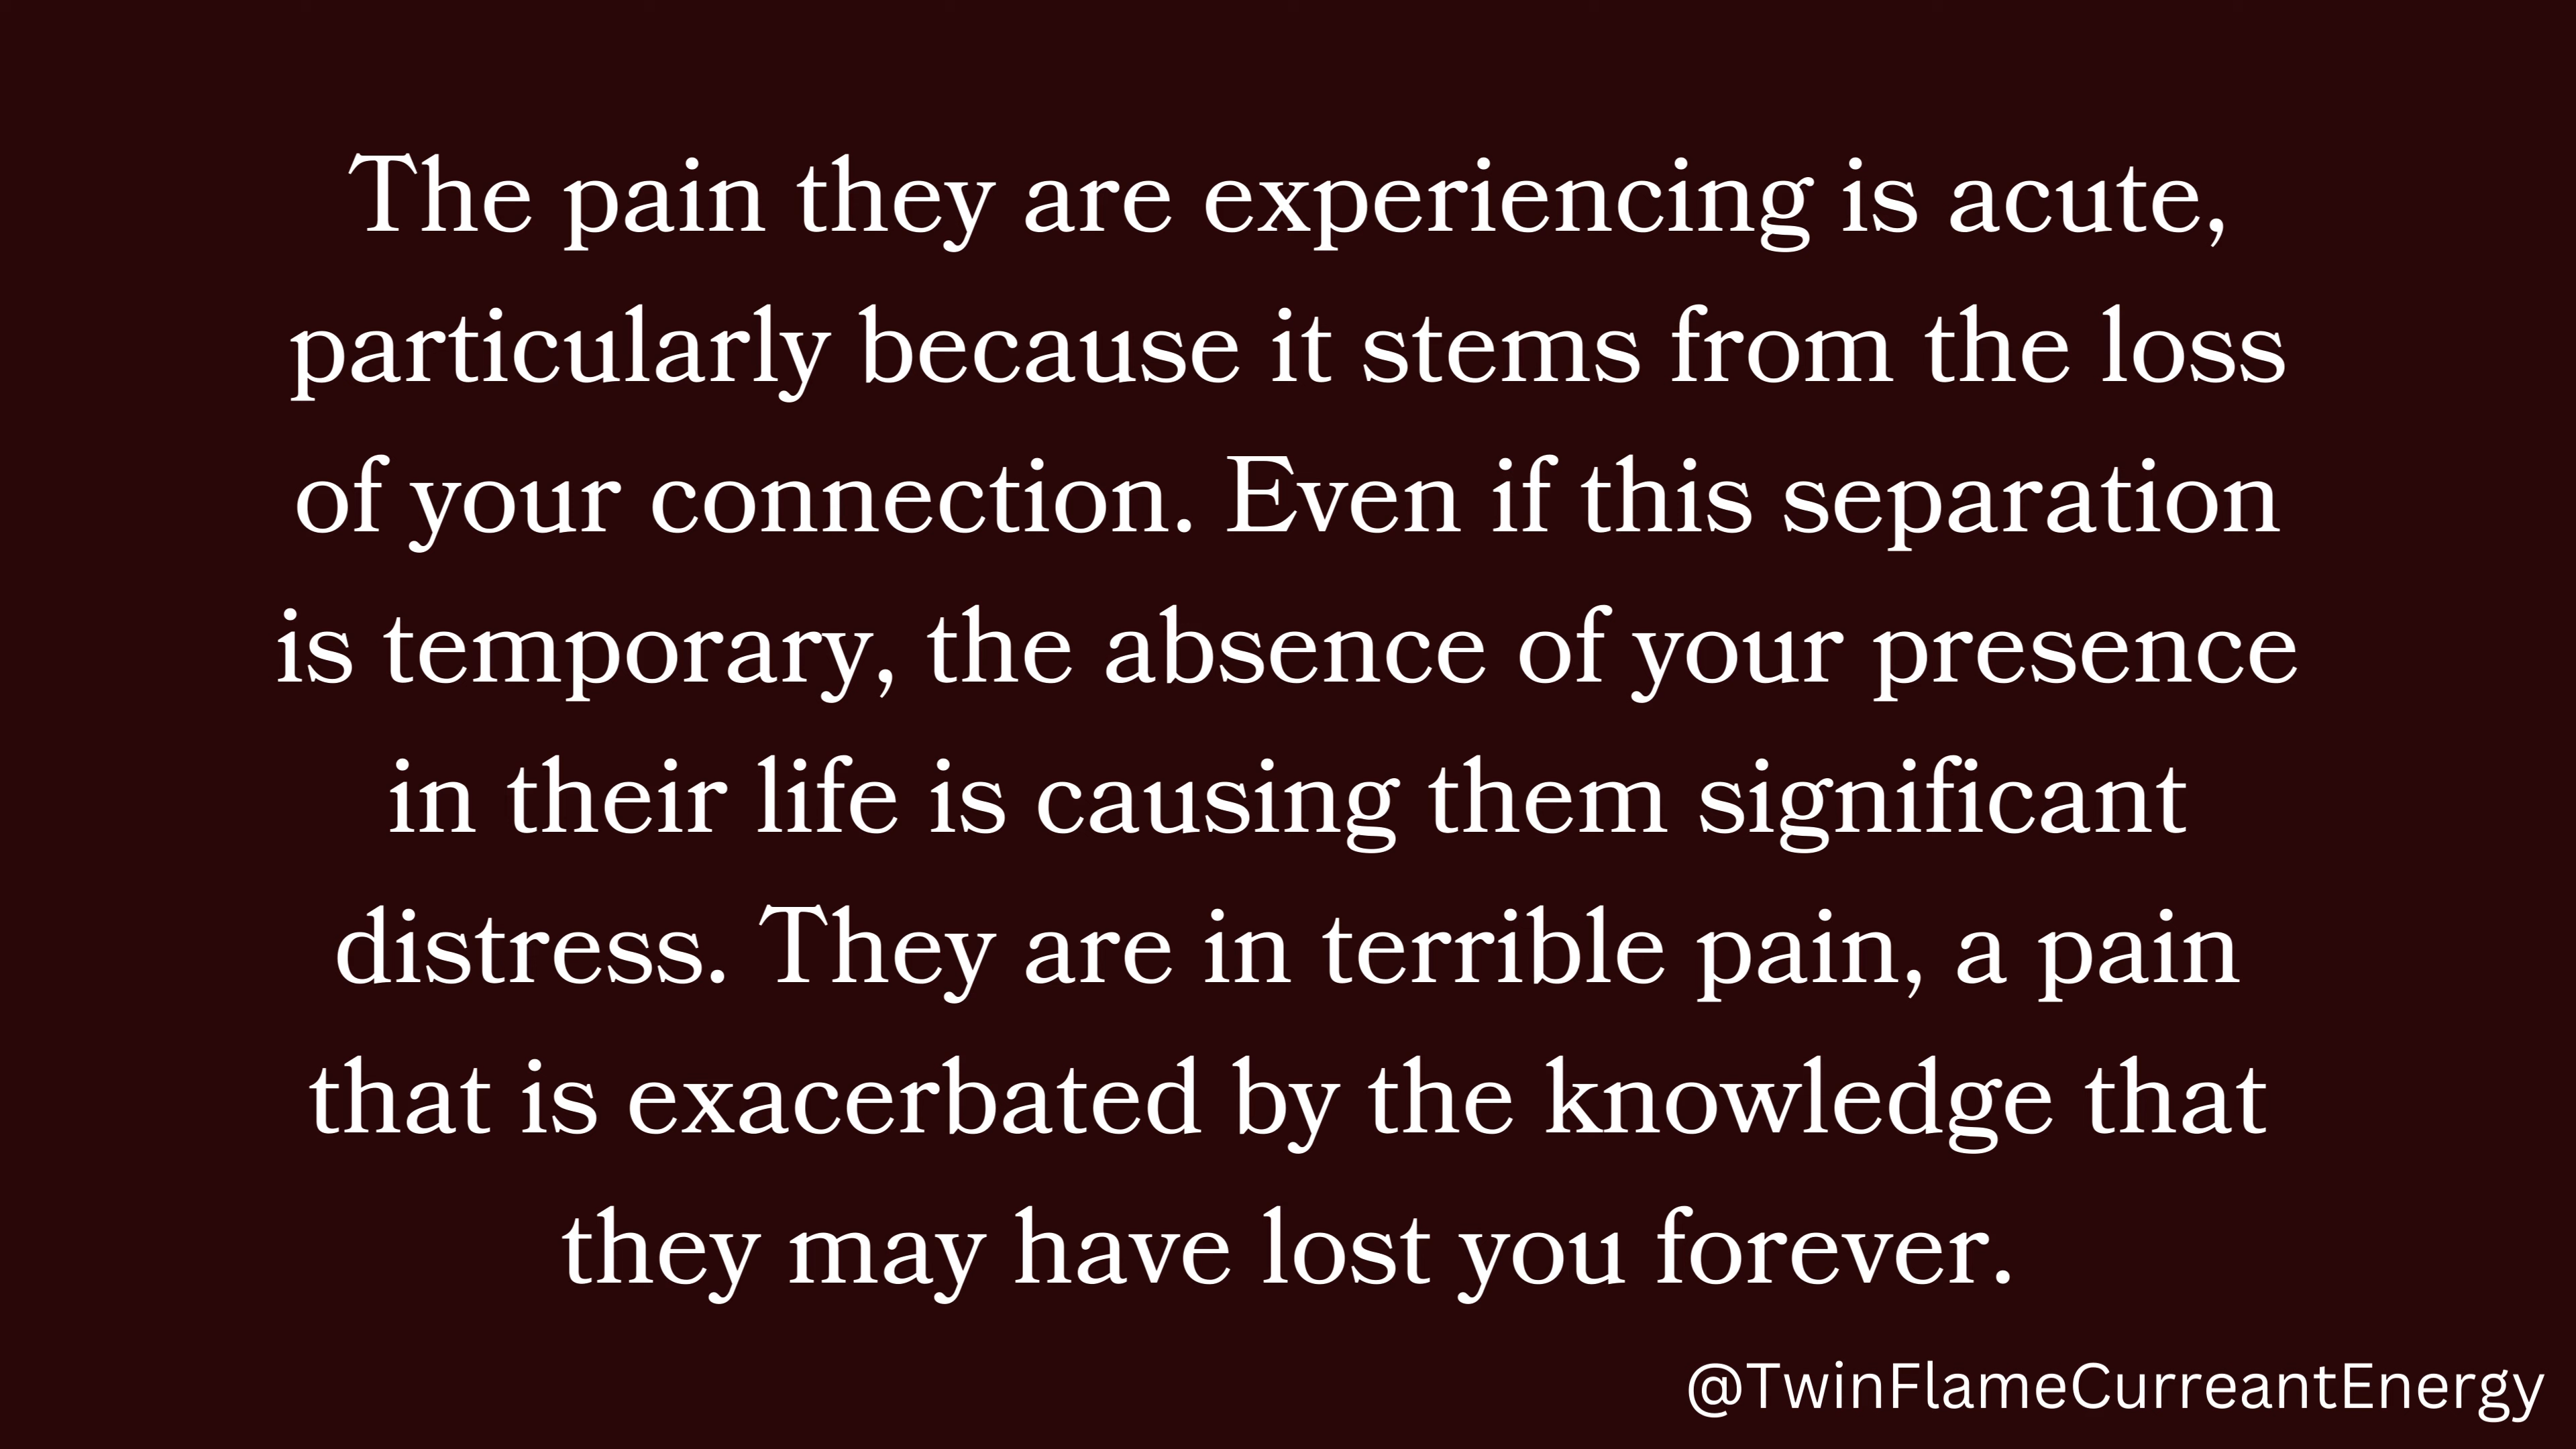 The pain they are experiencing is acute,
particularly because it stems from the loss
of your connection. Even if this separation
is temporary, the absence of your presence
in their life is causing them significant
distress. They are in terrible pain, a pain
that is exacerbated by the knowledge that
they may have lost you forever.
@TwinFlameCurreantEnergy